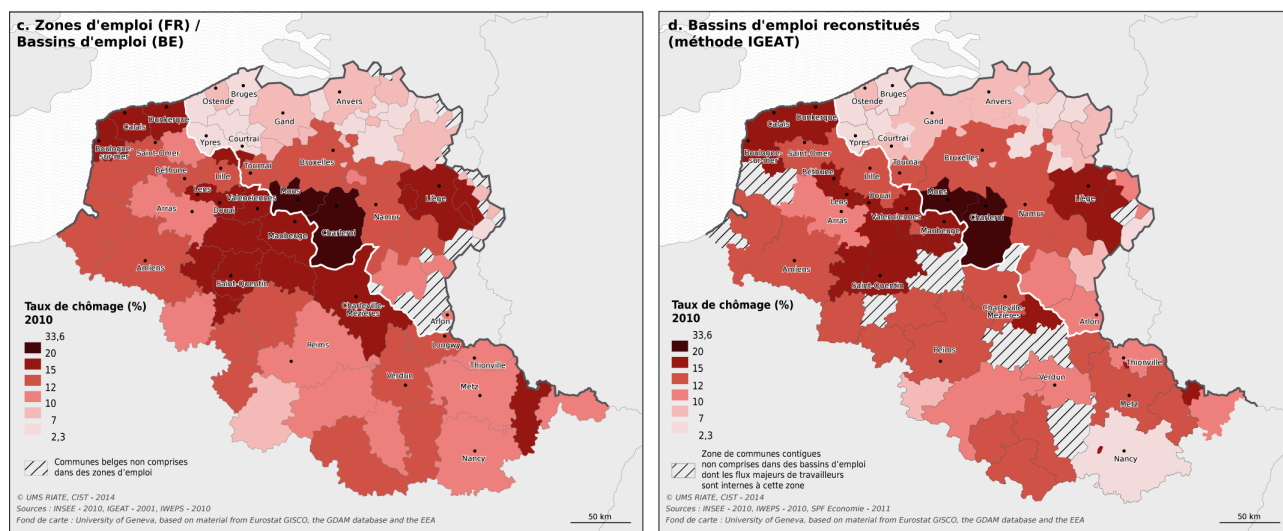 c. Zones d'emploi (FR) /
Bassins d'emploi (BE)
Bruges
Ostende
Anvers
Dunkerque
Calais
Gand
Ypres
Courtrai
Boulogne-
sur-mer
Saint-Omer
Bruxelles
Tournai
Béthune
Lille
Lens
Mons
Liège
Valenciennes
Douai
Namur
Arras
Maubeuge
Charleroi
Amiens
Saint-Quentin
Charleville-
Mézières
Arlon
Longwy
Reims
Thionville
Verdun
Metz
Nancy
Taux de chômage (%)
2010
33,6
20
15
12
10
7
2,3
Communes belges non comprises
dans des zones d'emploi
© UMS RIATE, CIST - 2014
Sources : INSEE - 2010, IGEAT - 2001, IWEPS - 2010
Fond de carte : University of Geneva, based on material from Eurostat GISCO, the GDAM database and the EEA
50 km
d. Bassins d'emploi reconstitués
(méthode IGEAT)
Bruges
Ostende
Anvers
Dunkerque
Calais
Gand
Ypres
Courtrai
Boulogne-
sur-mer
Saint-Omer
Bruxelles
Tournai
Lille
Béthune
Douai
Lens
Mons
Liège
Valenciennes
Charleroi
Namur
Arras
Maubeuge
Amiens
Saint-Quentin
Charleville-
Mézières
Arlon
Reims
Thionville
Verdun
Metz
Nancy
Taux de chômage (%)
2010
33,6
20
15
12
10
7
2,3
Zone de communes contigues
non comprises dans des bassins d'emploi
dont les flux majeurs de travailleurs
sont internes à cette zone
© UMS RIATE, CIST - 2014
Sources : INSEE - 2010, IWEPS - 2010, SPF Economie - 2011
Fond de carte : University of Geneva, based on material from Eurostat GISCO, the GDAM database and the EEA
50 km